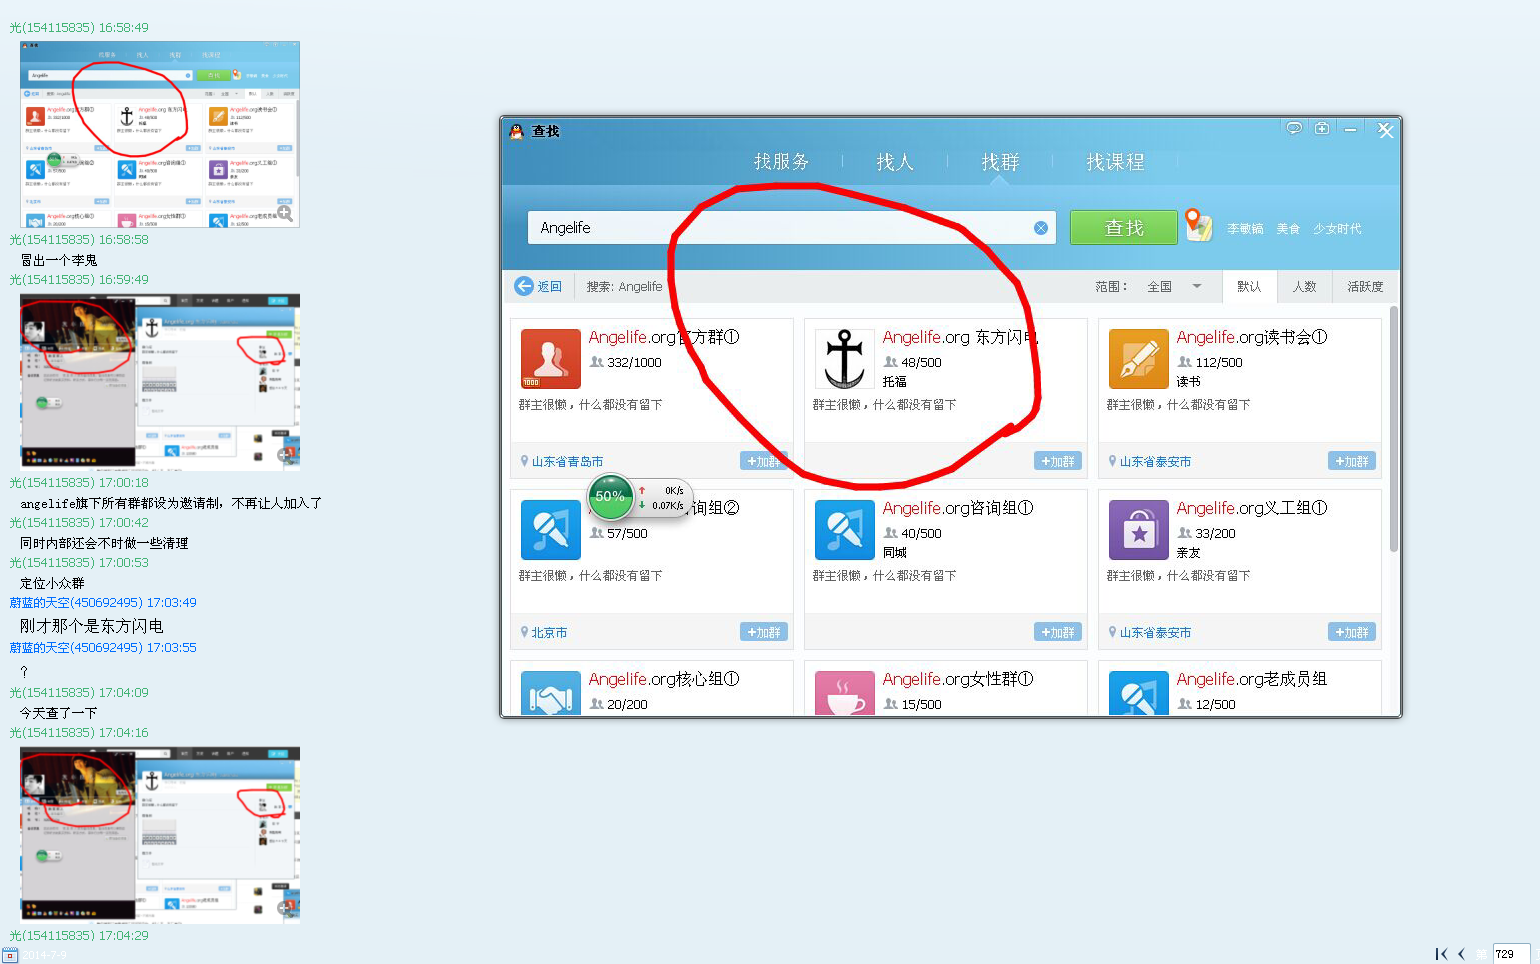 光(154115835) 16:58:49
光(154115835) 16:58:58
冒出一个李鬼
光(154115835) 16:59:49
光(154115835) 17:00:18
angelife旗下所有群都设为邀请制，不再让人加入了
光(154115835) 17:00:42
同时内部还会不时做一些清理
光(154115835) 17:00:53
定位小众群
蔚蓝的天空(450692495) 17:03:49
刚才那个是东方闪电
蔚蓝的天空(450692495) 17:03:55
？
光(154115835) 17:04:09
今天查了一下
光(154115835) 17:04:16
光(154115835) 17:04:29
2014-7-9
查找
找服务 找人 找群 找课程
Angelife 查找 李敏镐 美食 少女时代
返回 搜索: Angelife 范围： 全国 默认 人数 活跃度
Angelife.org官方群①
332/1000
1000
群主很懒，什么都没有留下
山东省青岛市 +加群
Angelife.org 东方闪电
48/500
托福
群主很懒，什么都没有留下
+加群
Angelife.org读书会①
112/500
读书
群主很懒，什么都没有留下
山东省泰安市 +加群
50% 0K/s
0.07K/s
询组②
57/500
群主很懒，什么都没有留下
北京市 +加群
Angelife.org咨询组①
40/500
同城
群主很懒，什么都没有留下
+加群
Angelife.org义工组①
33/200
亲友
群主很懒，什么都没有留下
山东省泰安市 +加群
Angelife.org核心组①
20/200
Angelife.org女性群①
15/500
Angelife.org老成员组
12/500
第 729